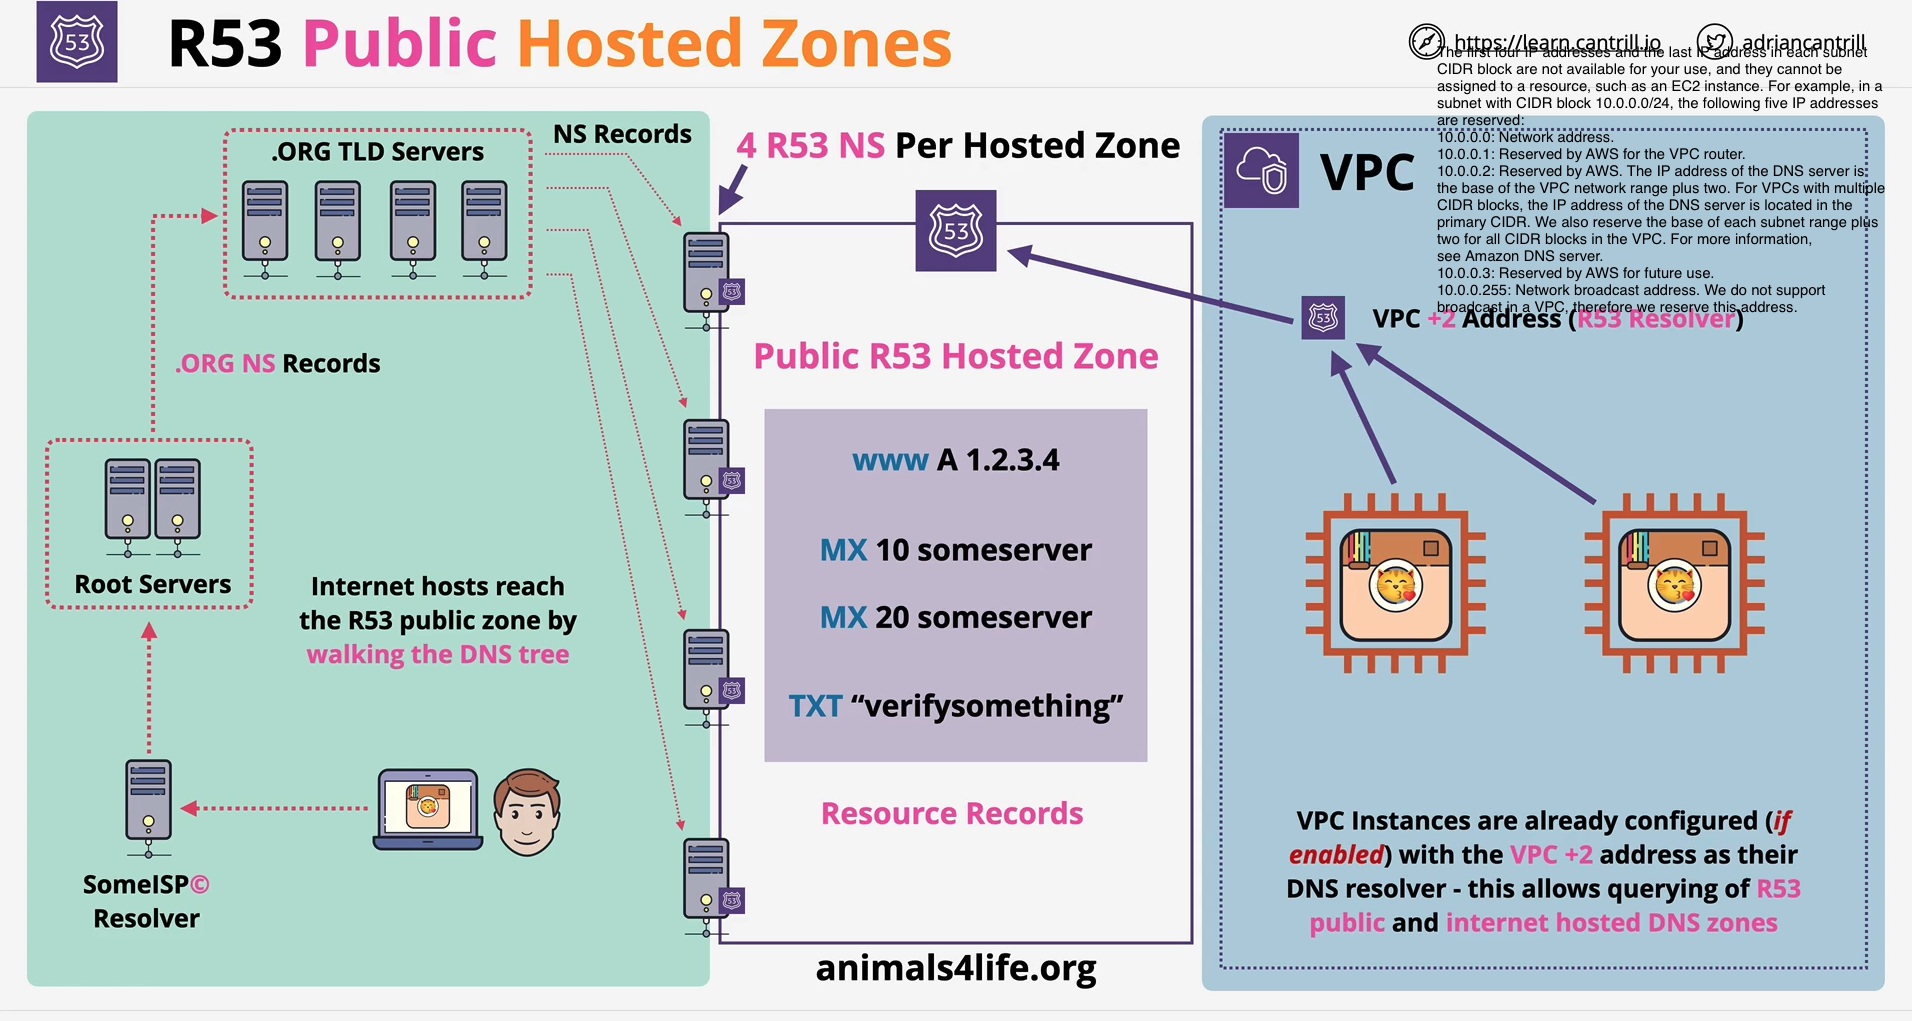 53
R53 Public Hosted Zones
https://learn.cantrill.io
adriancantrill
The first four IP addresses and the last IP address in each subnet
CIDR block are not available for your use, and they cannot be
assigned to a resource, such as an EC2 instance. For example, in a
subnet with CIDR block 10.0.0.0/24, the following five IP addresses
are reserved:
10.0.0.0: Network address.
10.0.0.1: Reserved by AWS for the VPC router.
10.0.0.2: Reserved by AWS. The IP address of the DNS server is
the base of the VPC network range plus two. For VPCs with multiple
CIDR blocks, the IP address of the DNS server is located in the
primary CIDR. We also reserve the base of each subnet range plus
two for all CIDR blocks in the VPC. For more information,
see Amazon DNS server.
10.0.0.3: Reserved by AWS for future use.
10.0.0.255: Network broadcast address. We do not support
broadcast in a VPC, therefore we reserve this address.
.ORG TLD Servers
NS Records
.ORG NS Records
Root Servers
Internet hosts reach
the R53 public zone by
walking the DNS tree
SomeISP©
Resolver
4 R53 NS Per Hosted Zone
53
53
53
53
53
Public R53 Hosted Zone
www A 1.2.3.4
MX 10 someserver
MX 20 someserver
TXT “verifysomething”
Resource Records
animals4life.org
VPC
53
VPC +2 Address (R53 Resolver)
VPC Instances are already configured (if
enabled) with the VPC +2 address as their
DNS resolver - this allows querying of R53
public and internet hosted DNS zones